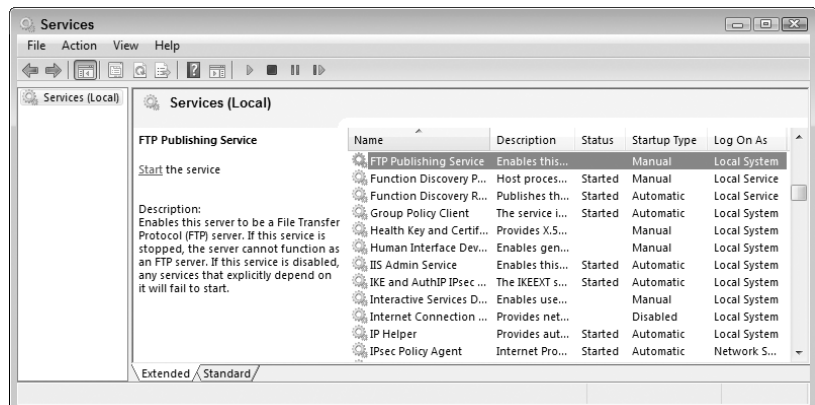 Services
File Action View Help
Services (Local)
Services (Local)
FTP Publishing Service
Start the service
Description:
Enables this server to be a File Transfer
Protocol (FTP) server. If this service is
stopped, the server cannot function as
an FTP server. If this service is disabled,
any services that explicitly depend on
it will fail to start.
Name Description Status Startup Type Log On As
FTP Publishing Service Enables this... Manual Local System
Function Discovery P... Host proces... Started Manual Local Service
Function Discovery R... Publishes th... Started Automatic Local Service
Group Policy Client The service i... Started Automatic Local System
Health Key and Certif... Provides X.5... Manual Local System
Human Interface Dev... Enables gen... Manual Local System
IIS Admin Service Enables this... Started Automatic Local System
IKE and AuthIP IPsec ... The IKEEXT s... Started Automatic Local System
Interactive Services D... Enables use... Manual Local System
Internet Connection ... Provides net... Disabled Local System
IP Helper Provides aut... Started Automatic Local System
IPsec Policy Agent Internet Pro... Started Automatic Network S...
Extended Standard